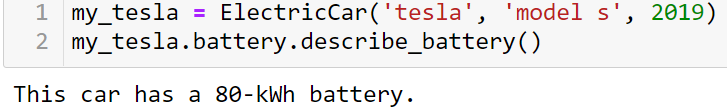 1 my_tesla = ElectricCar('tesla', 'model s', 2019)
2 my_tesla.battery.describe_battery()
This car has a 80-kWh battery.